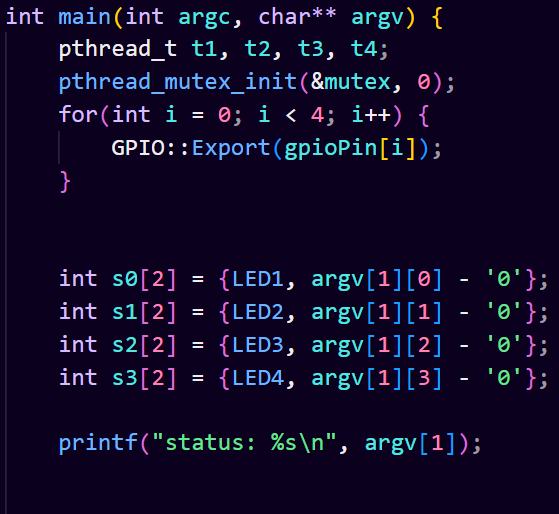 int main(int argc, char** argv) {
    pthread_t t1, t2, t3, t4;
    pthread_mutex_init(&mutex, 0);
    for(int i = 0; i < 4; i++) {
        GPIO::Export(gpioPin[i]);
    }
    int s0[2] = {LED1, argv[1][0] - '0'};
    int s1[2] = {LED2, argv[1][1] - '0'};
    int s2[2] = {LED3, argv[1][2] - '0'};
    int s3[2] = {LED4, argv[1][3] - '0'};
    printf("status: %s\n", argv[1]);